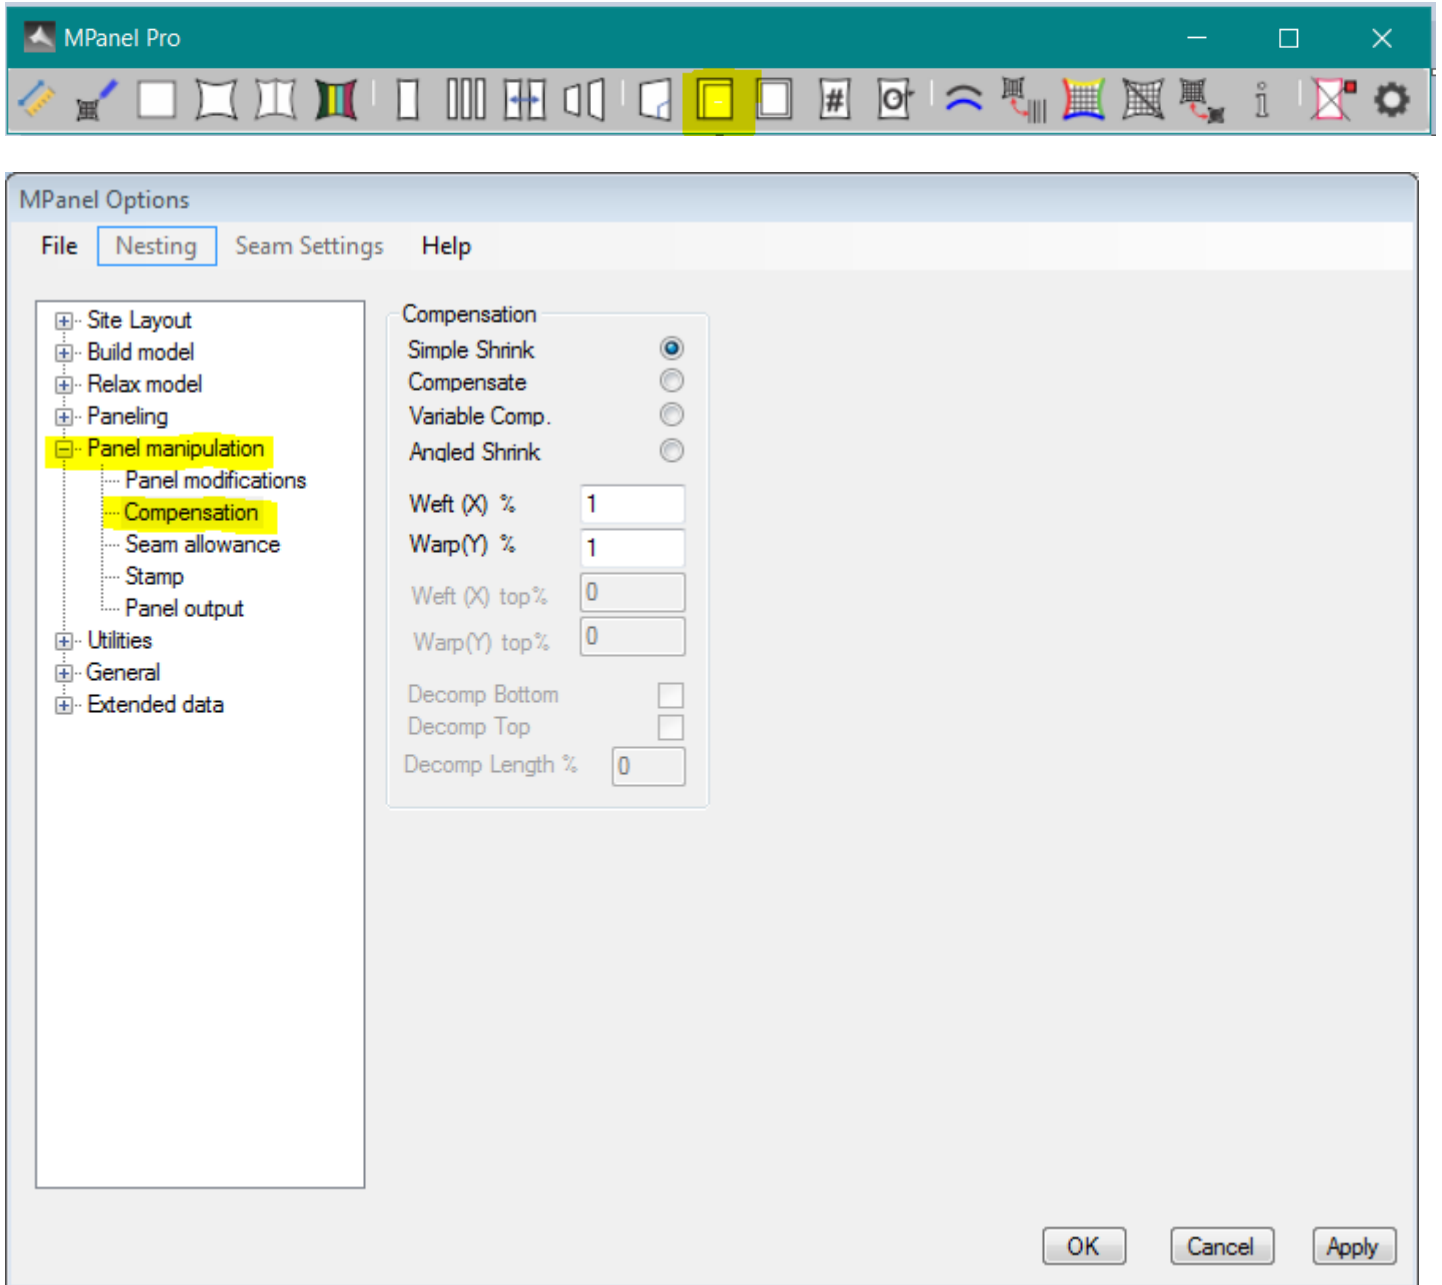 MPanel Pro
#
MPanel Options
File Nesting Seam Settings Help
Site Layout
Build model
Relax model
Paneling
Panel manipulation
Panel modifications
Compensation
Seam allowance
Stamp
Panel output
Utilities
General
Extended data
Compensation
Simple Shrink
Compensate
Variable Comp.
Angled Shrink
Weft (X) % 1
Warp(Y) % 1
Weft (X) top% 0
Warp(Y) top% 0
Decomp Bottom
Decomp Top
Decomp Length % 0
OK Cancel Apply